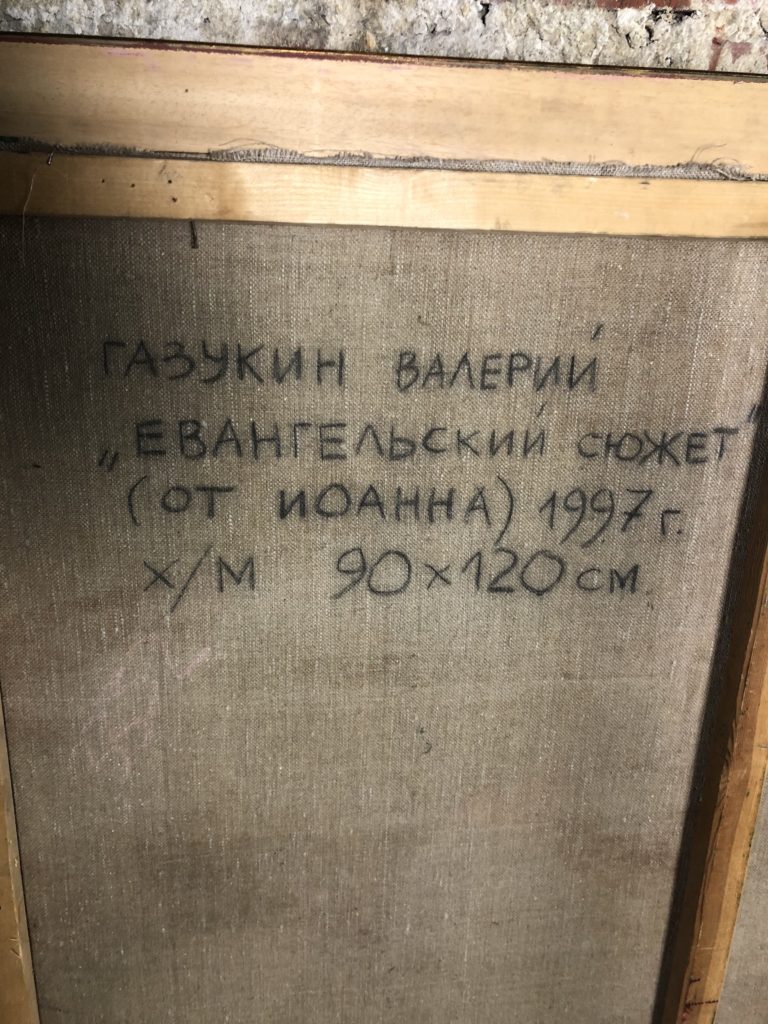 ГАЗУКИН ВАЛЕРИЙ
„ЕВАНГЕЛЬСКИЙ СЮЖЕТ"
(ОТ ИОАННА) 1997 г.
Х/М 90×120 см.